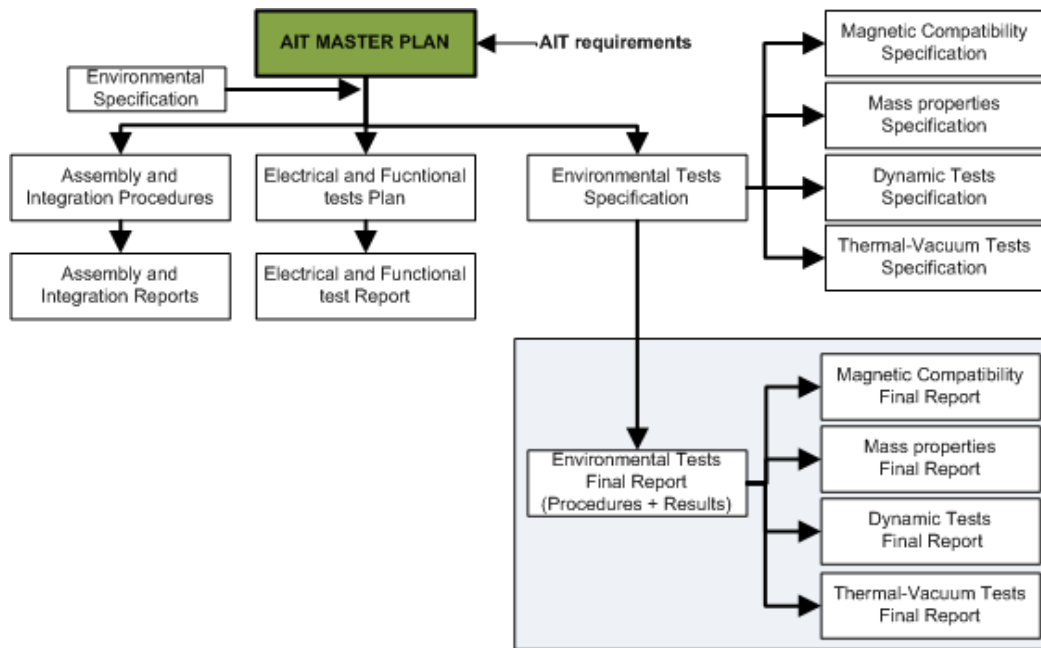 AIT MASTER PLAN
AIT requirements
Environmental
Specification
Assembly and
Integration Procedures
Electrical and Fucntional
tests Plan
Environmental Tests
Specification
Assembly and
Integration Reports
Electrical and Functional
test Report
Magnetic Compatibility
Specification
Mass properties
Specification
Dynamic Tests
Specification
Thermal-Vacuum Tests
Specification
Environmental Tests
Final Report
(Procedures + Results)
Magnetic Compatibility
Final Report
Mass properties
Final Report
Dynamic Tests
Final Report
Thermal-Vacuum Tests
Final Report